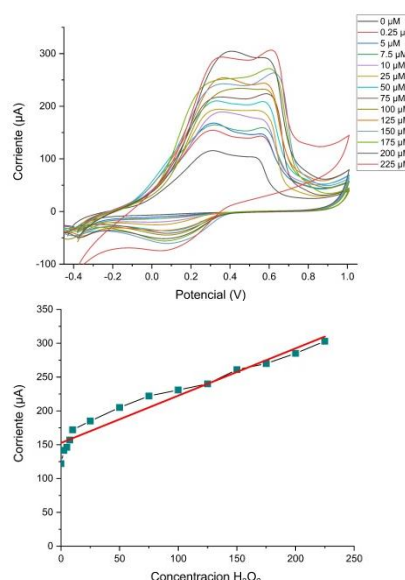 Corriente (µA)
300
200
100
0
-100
-0.4
-0.2
0.0
0.2
0.4
0.6
0.8
1.0
Potencial (V)
0 µM
0.25 µM
5 µM
7.5 µM
10 µM
25 µM
50 µM
75 µM
100 µM
125 µM
150 µM
175 µM
200 µM
225 µM
Corriente (µA)
350
300
250
200
150
100
50
0
0
50
100
150
200
250
Concentracion H₂O₂